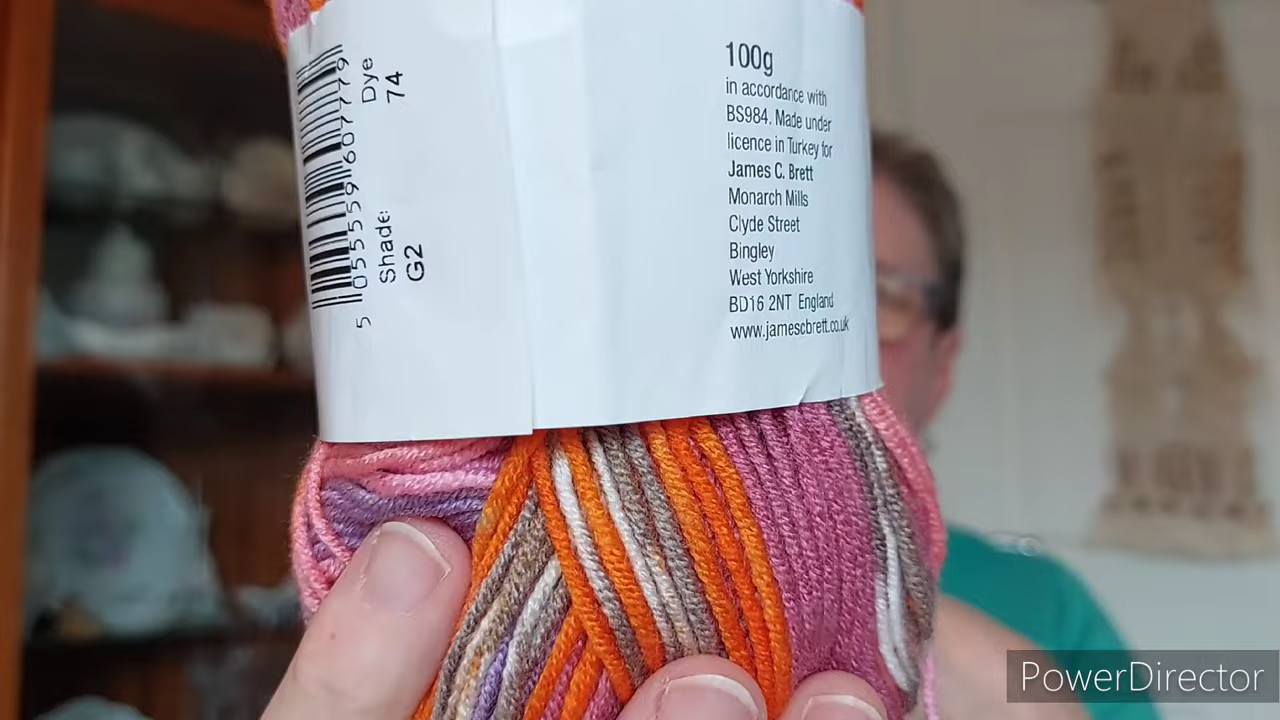 5 055559 607779
Shade: Dye
G2 74
100g
in accordance with
BS984. Made under
licence in Turkey for
James C. Brett
Monarch Mills
Clyde Street
Bingley
West Yorkshire
BD16 2NT England
www.jamescbrett.co.uk
PowerDirector